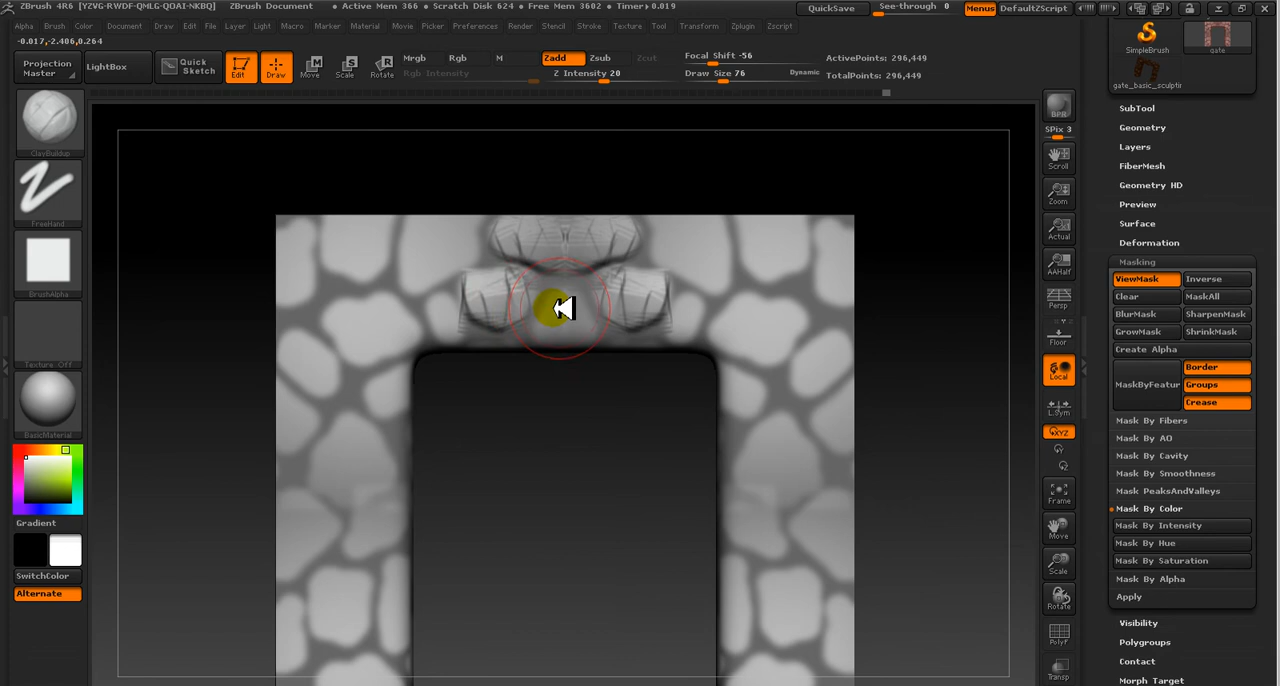 ZBrush 4R6 [YZVG-RWDF-QMLG-QOAI-NKBQ] ZBrush Document • Active Mem 366 • Scratch Disk 624 • Free Mem 3602 • Timer▸0.019 QuickSave See-through 0 Menus DefaultZScript
Alpha Brush Color Document Draw Edit File Layer Light Macro Marker Material Movie Picker Preferences Render Stencil Stroke Texture Tool Transform Zplugin Zscript
-0.017,-2.406,0.264
Projection Master
LightBox
Quick Sketch
Edit
Draw
Move
Scale
Rotate
Mrgb Rgb M
Rgb Intensity
Zadd Zsub Zcut
Z Intensity 20
Focal Shift -56
Draw Size 76 Dynamic
ActivePoints: 296,449
TotalPoints: 296,449
ClayBuildup
FreeHand
BrushAlpha
Texture Off
BasicMaterial
Gradient
SwitchColor
Alternate
BPR
SPix 3
Scroll
Zoom
Actual
AAHalf
Persp
Floor
Local
L.Sym
XYZ
Frame
Move
Scale
Rotate
PolyF
Transp
SimpleBrush gate
gate_basic_sculptir
SubTool
Geometry
Layers
FiberMesh
Geometry HD
Preview
Surface
Deformation
Masking
ViewMask Inverse
Clear MaskAll
BlurMask SharpenMask
GrowMask ShrinkMask
Create Alpha
MaskByFeatur
Border
Groups
Crease
Mask By Fibers
Mask By AO
Mask By Cavity
Mask By Smoothness
Mask PeaksAndValleys
Mask By Color
Mask By Intensity
Mask By Hue
Mask By Saturation
Mask By Alpha
Apply
Visibility
Polygroups
Contact
Morph Target